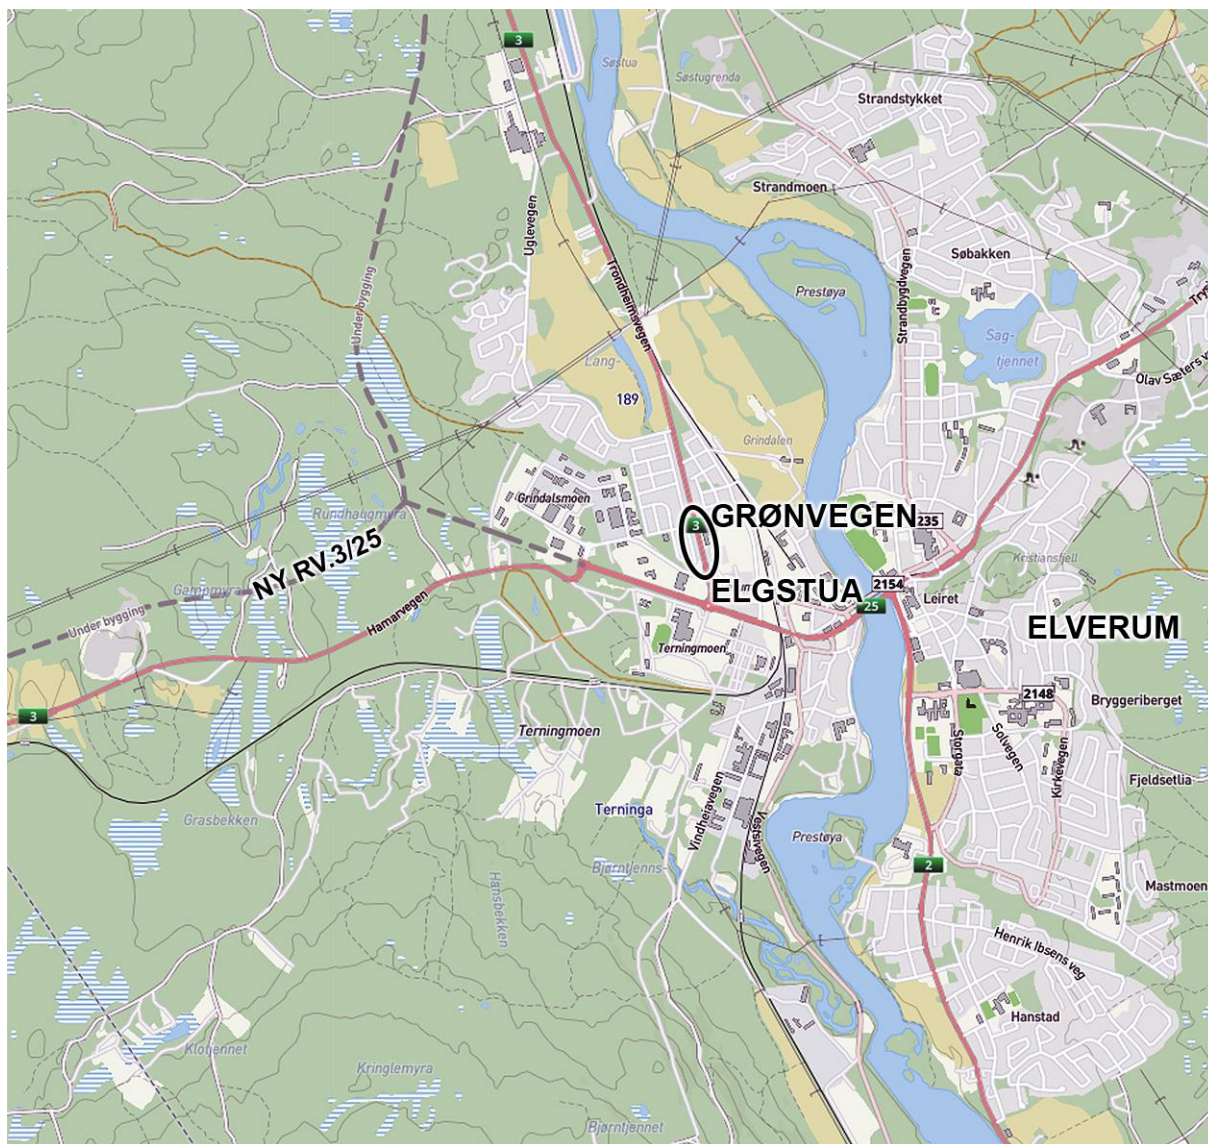 3
Søstua
Søstugrenda
Strandstykket
Strandmoen
Uglevegen
Trondheimsvegen
Søbakken
Prestøya
Strandbygdvegen
Under bygging
Sag-
tjennet
Lang-
Olav Sæters v
189
Grindalen
Grindalsmoen
Rundhaugmyra
3
GRØNVEGEN
235
NY RV.3/25
Kristiansfjell
Gammmyra
ELGSTUA
2154
Leiret
25
Hamarvegen
Under bygging
ELVERUM
Terningmoen
2148
Bryggeriberget
3
Terningmoen
Storgata
Solvegen
Kirkevegen
Fjeldsetlia
Grasbekken
Terninga
Vindheiavegen
Vestsivegen
Prestøya
2
Bjørntjenns-
Hansbekken
Mastmoen
Henrik Ibsens veg
Hanstad
Klotjennet
Kringlemyra
Bjørntjennet